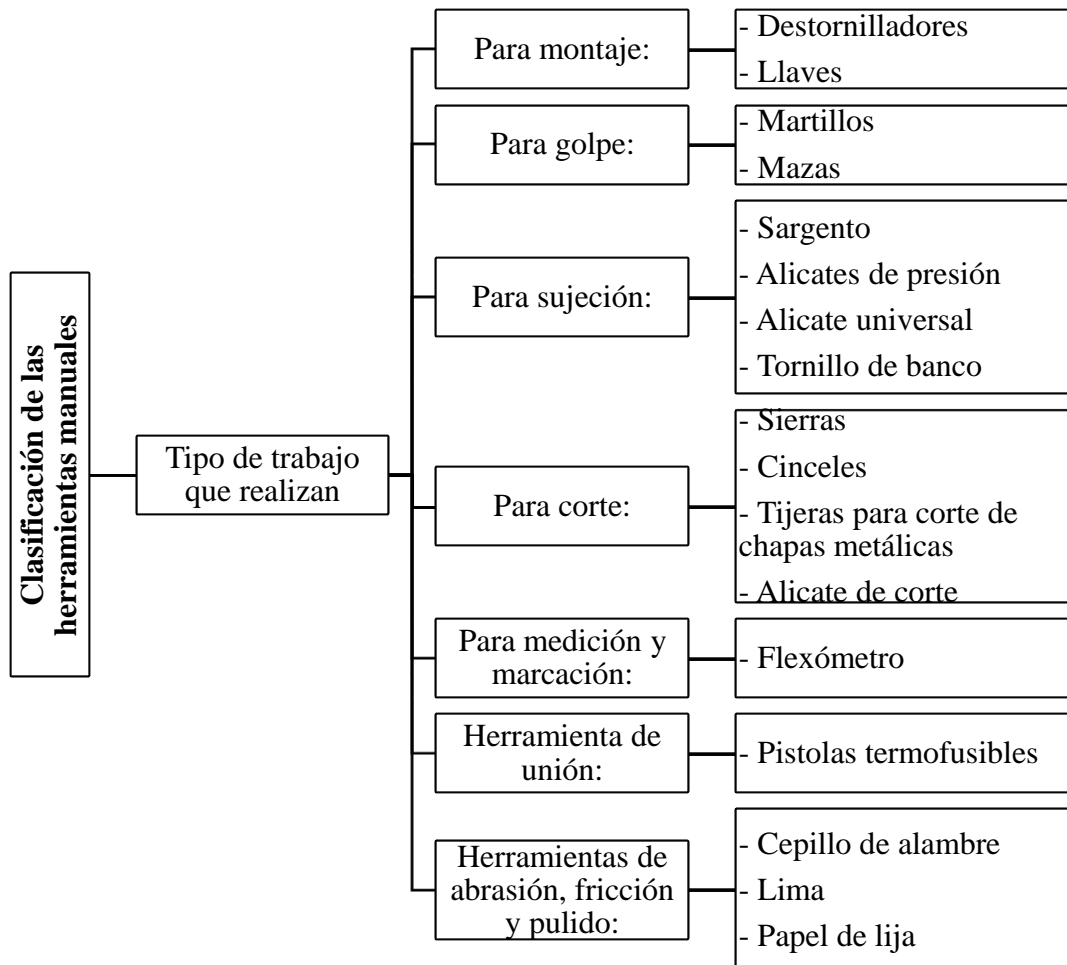 Clasificación de las
herramientas manuales
Tipo de trabajo
que realizan
Para montaje:
- Destornilladores
- Llaves
Para golpe:
- Martillos
- Mazas
Para sujeción:
- Sargento
- Alicates de presión
- Alicate universal
- Tornillo de banco
Para corte:
- Sierras
- Cinceles
- Tijeras para corte de
chapas metálicas
- Alicate de corte
Para medición y
marcación:
- Flexómetro
Herramienta de
unión:
- Pistolas termofusibles
Herramientas de
abrasión, fricción
y pulido:
- Cepillo de alambre
- Lima
- Papel de lija